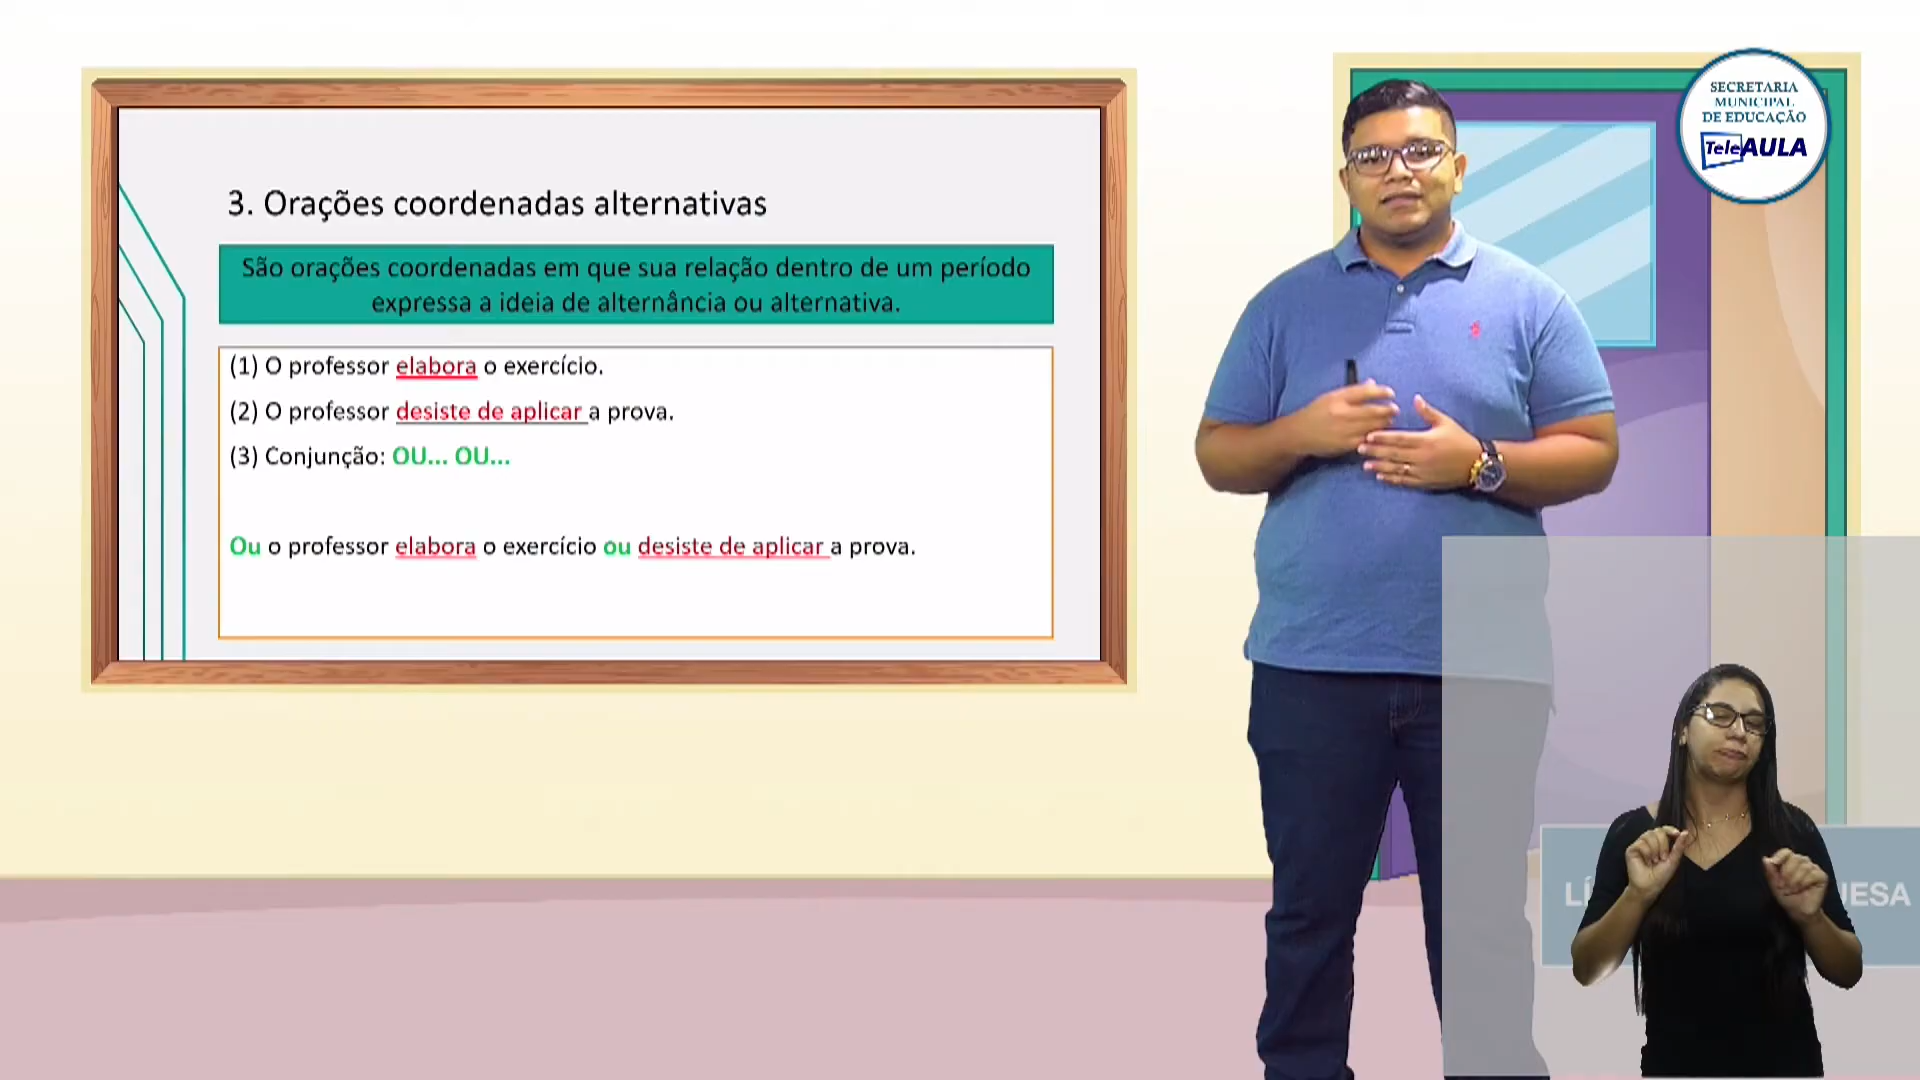 3. Orações coordenadas alternativas
São orações coordenadas em que sua relação dentro de um período
expressa a ideia de alternância ou alternativa.
(1) O professor elabora o exercício.
(2) O professor desiste de aplicar a prova.
(3) Conjunção: OU... OU...
Ou o professor elabora o exercício ou desiste de aplicar a prova.
SECRETARIA
MUNICIPAL
DE EDUCAÇÃO
TeleAULA